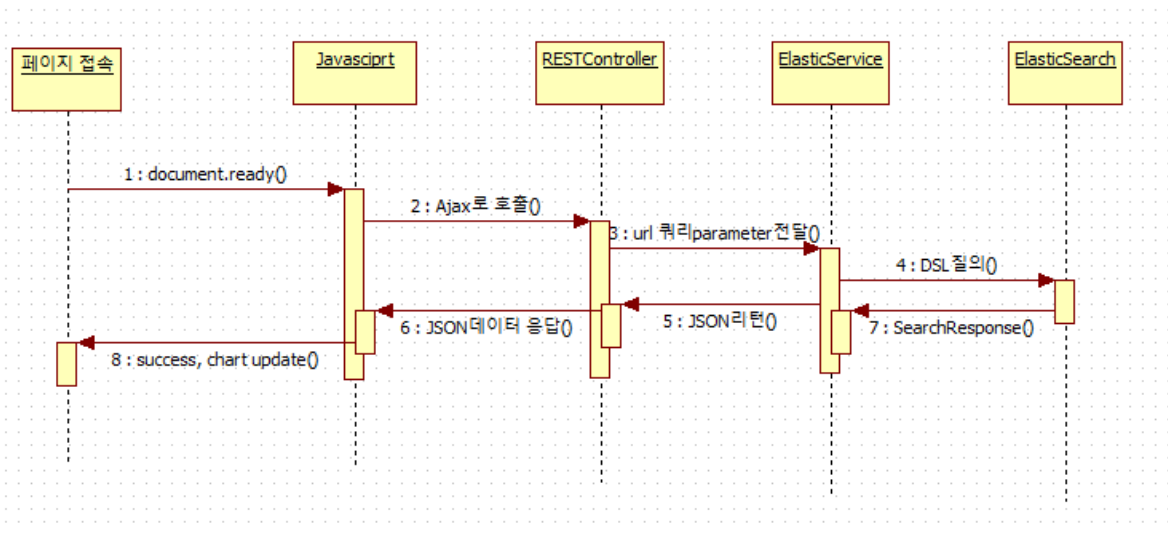 페이지 접속
Javasciprt
RESTController
ElasticService
ElasticSearch
1 : document.ready()
2 : Ajax로 호출()
3 : url 쿼리parameter전달()
4 : DSL질의()
5 : JSON리턴()
6 : JSON데이터 응답()
7 : SearchResponse()
8 : success, chart update()